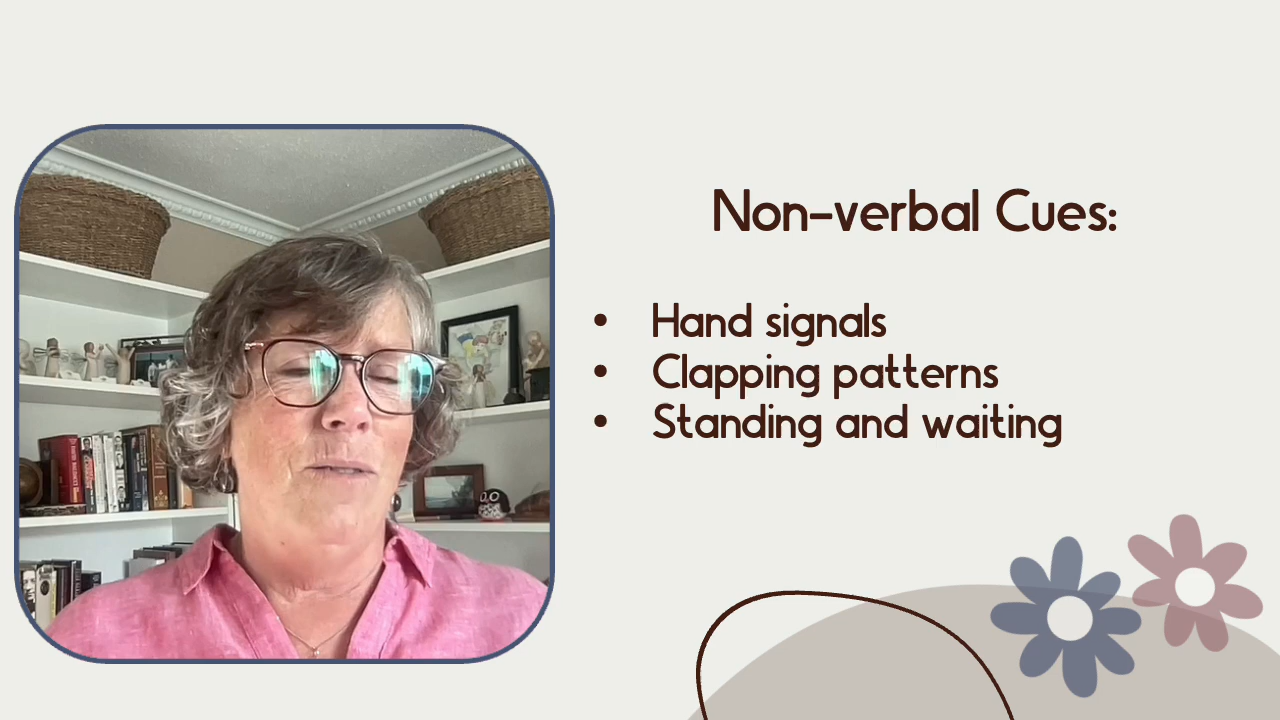 Non-verbal Cues:
• Hand signals
• Clapping patterns
• Standing and waiting